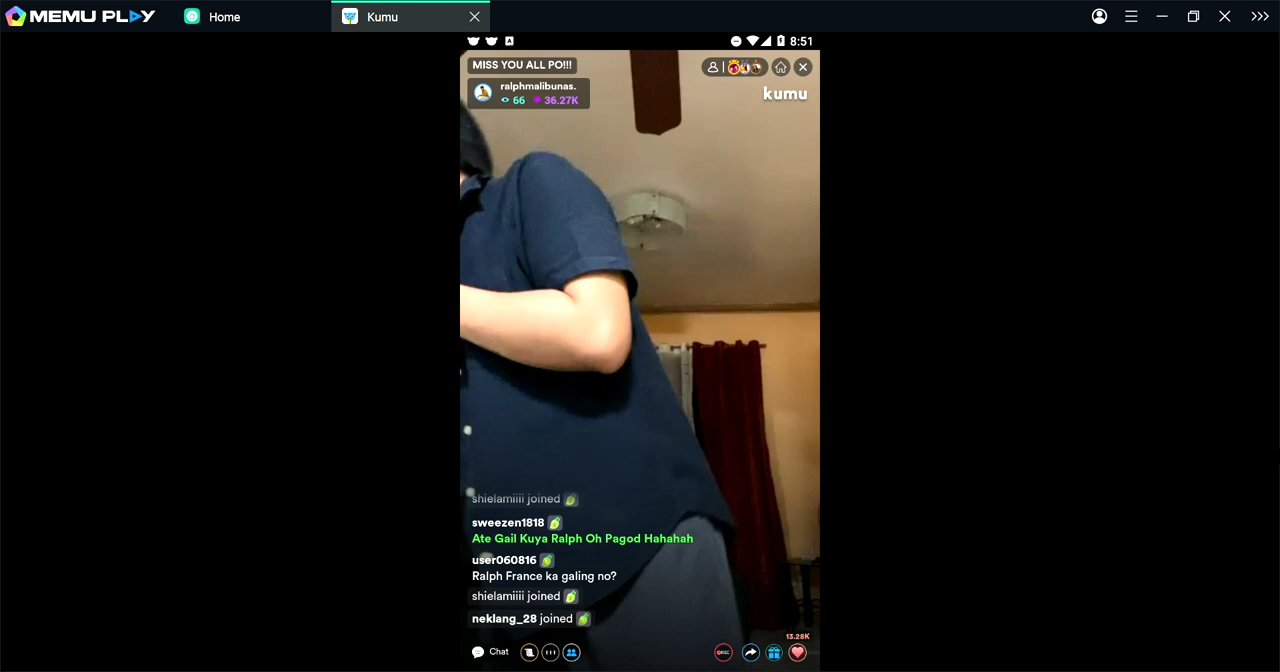 MEMU PLAY
Home
Kumu
8:51
MISS YOU ALL PO!!!
ralphmalibunas.
66
36.27K
kumu
shielamiiii joined
sweezen1818
Ate Gail Kuya Ralph Oh Pagod Hahahah
user060816
Ralph France ka galing no?
shielamiiii joined
neklang_28 joined
13.28K
Chat
REC